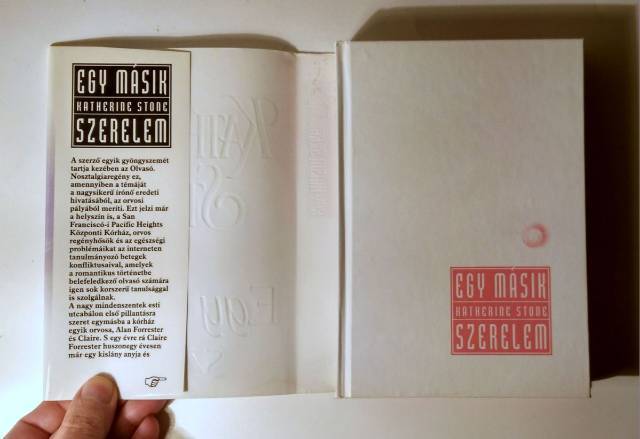 EGY MÁSIK
KATHERINE STONE
SZERELEM
A szerző egyik gyöngyszemét
tartja kezében az Olvasó.
Nosztalgiaregény ez,
amennyiben a témáját
a nagysikerű írónő eredeti
hivatásából, az orvosi
pályából meríti. Ezt jelzi már
a helyszín is, a San
Franciscó-i Pacific Heights
Központi Kórház, orvos
regényhősök és az egészségi
problémáikat az interneten
tanulmányozó betegek
konfliktusaival, amelyek
a romantikus történetbe
belefeledkező olvasó számára
igen sok korszerű tanulsággal
is szolgálnak.
A nagy mindenszentek esti
utcabálon első pillantásra
szeret egymásba a kórház
egyik orvosa, Alan Forrester
és Claire. S egy évre rá Claire
Forrester huszonegy évesen
már egy kislány anyja és
Egy
EGY MÁSIK
KATHERINE STONE
SZERELEM